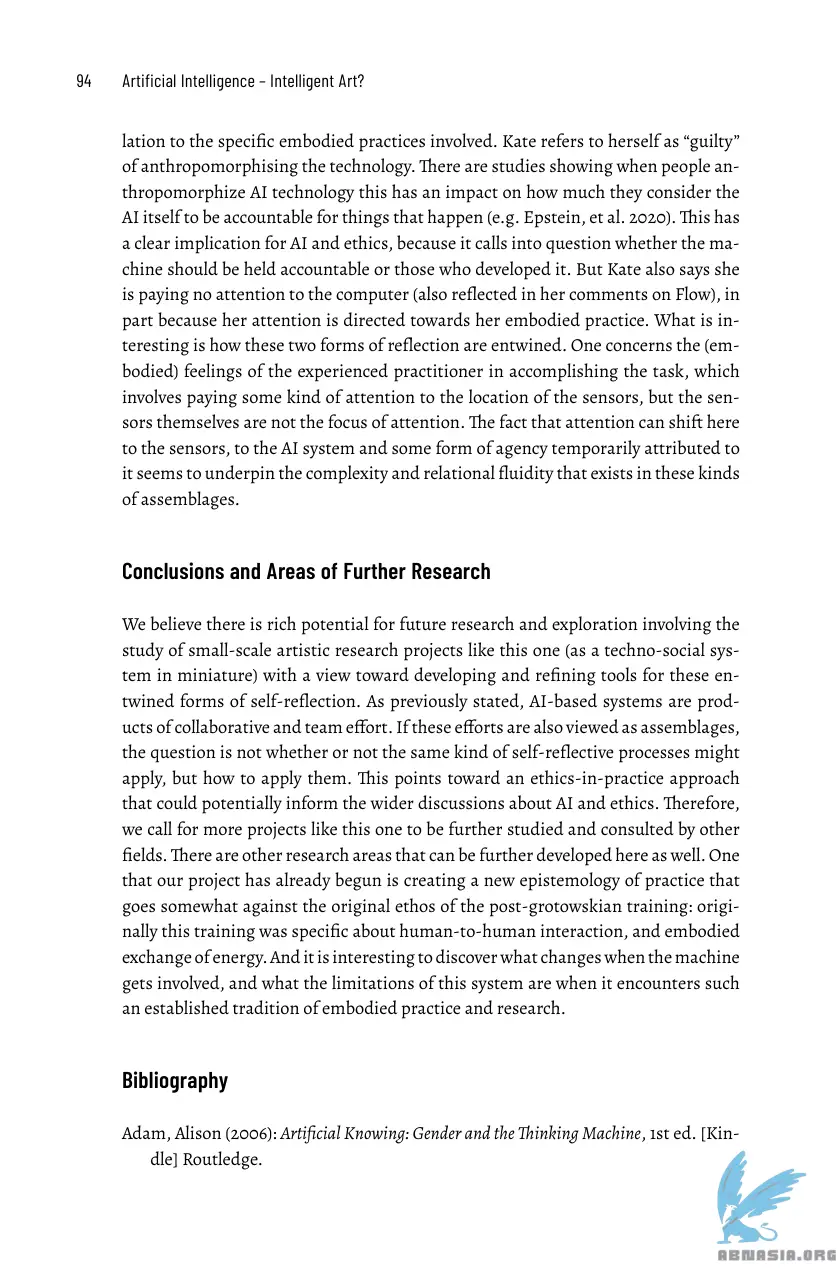 94 Artificial Intelligence – Intelligent Art?
lation to the specific embodied practices involved. Kate refers to herself as “guilty”
of anthropomorphising the technology. There are studies showing when people an-
thropomorphize AI technology this has an impact on how much they consider the
AI itself to be accountable for things that happen (e.g. Epstein, et al. 2020). This has
a clear implication for AI and ethics, because it calls into question whether the ma-
chine should be held accountable or those who developed it. But Kate also says she
is paying no attention to the computer (also reflected in her comments on Flow), in
part because her attention is directed towards her embodied practice. What is in-
teresting is how these two forms of reflection are entwined. One concerns the (em-
bodied) feelings of the experienced practitioner in accomplishing the task, which
involves paying some kind of attention to the location of the sensors, but the sen-
sors themselves are not the focus of attention. The fact that attention can shift here
to the sensors, to the AI system and some form of agency temporarily attributed to
it seems to underpin the complexity and relational fluidity that exists in these kinds
of assemblages.
Conclusions and Areas of Further Research
We believe there is rich potential for future research and exploration involving the
study of small-scale artistic research projects like this one (as a techno-social sys-
tem in miniature) with a view toward developing and refining tools for these en-
twined forms of self-reflection. As previously stated, AI-based systems are prod-
ucts of collaborative and team effort. If these efforts are also viewed as assemblages,
the question is not whether or not the same kind of self-reflective processes might
apply, but how to apply them. This points toward an ethics-in-practice approach
that could potentially inform the wider discussions about AI and ethics. Therefore,
we call for more projects like this one to be further studied and consulted by other
fields. There are other research areas that can be further developed here as well. One
that our project has already begun is creating a new epistemology of practice that
goes somewhat against the original ethos of the post-grotowskian training: origi-
nally this training was specific about human-to-human interaction, and embodied
exchange of energy. And it is interesting to discover what changes when the machine
gets involved, and what the limitations of this system are when it encounters such
an established tradition of embodied practice and research.
Bibliography
Adam, Alison (2006): Artificial Knowing: Gender and the Thinking Machine, 1st ed. [Kin-
dle] Routledge.
ABNASIA.ORG